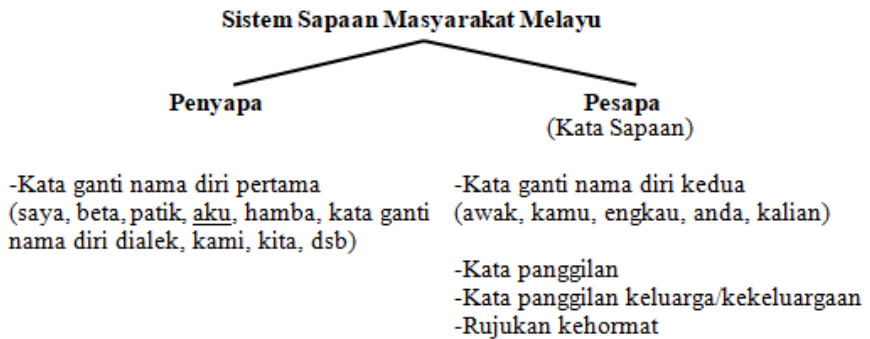 Sistem Sapaan Masyarakat Melayu
Penyapa
-Kata ganti nama diri pertama
(saya, beta, patik, aku, hamba, kata ganti
nama diri dialek, kami, kita, dsb)
Pesapa
(Kata Sapaan)
-Kata ganti nama diri kedua
(awak, kamu, engkau, anda, kalian)
-Kata panggilan
-Kata panggilan keluarga/kekeluargaan
-Rujukan kehormat